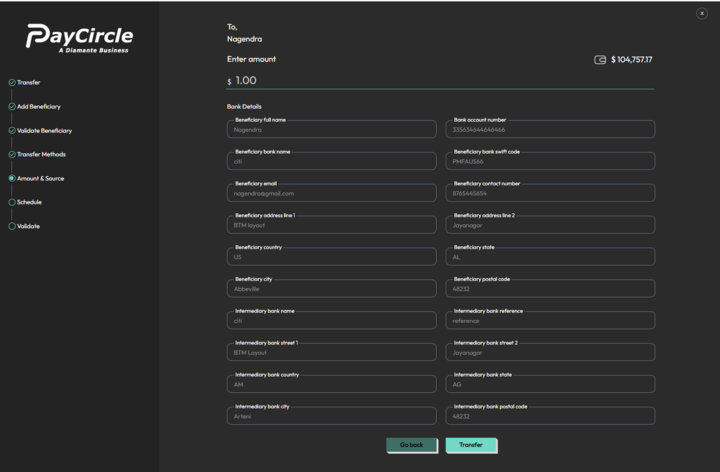 PayCircle
A Diamante Business
Transfer
Add Beneficiary
Validate Beneficiary
Transfer Methods
Amount & Source
Schedule
Validate
To,
Nagendra
Enter amount
$ 104,757.17
$ 1.00
Bank Details
Beneficiary full name
Nagendra
Bank account number
335634644646466
Beneficiary bank name
citi
Beneficiary bank swift code
PMFAUS66
Beneficiary email
nagendra@gmail.com
Beneficiary contact number
8765445654
Beneficiary address line 1
BTM layout
Beneficiary address line 2
Jayanagar
Beneficiary country
US
Beneficiary state
AL
Beneficiary city
Abbeville
Beneficiary postal code
48232
Intermediary bank name
citi
Intermediary bank reference
reference
Intermediary bank street 1
BTM Layout
Intermediary bank street 2
Jayanagar
Intermediary bank country
AM
Intermediary bank state
AG
Intermediary bank city
Arteni
Intermediary bank postal code
48232
Go back
Transfer